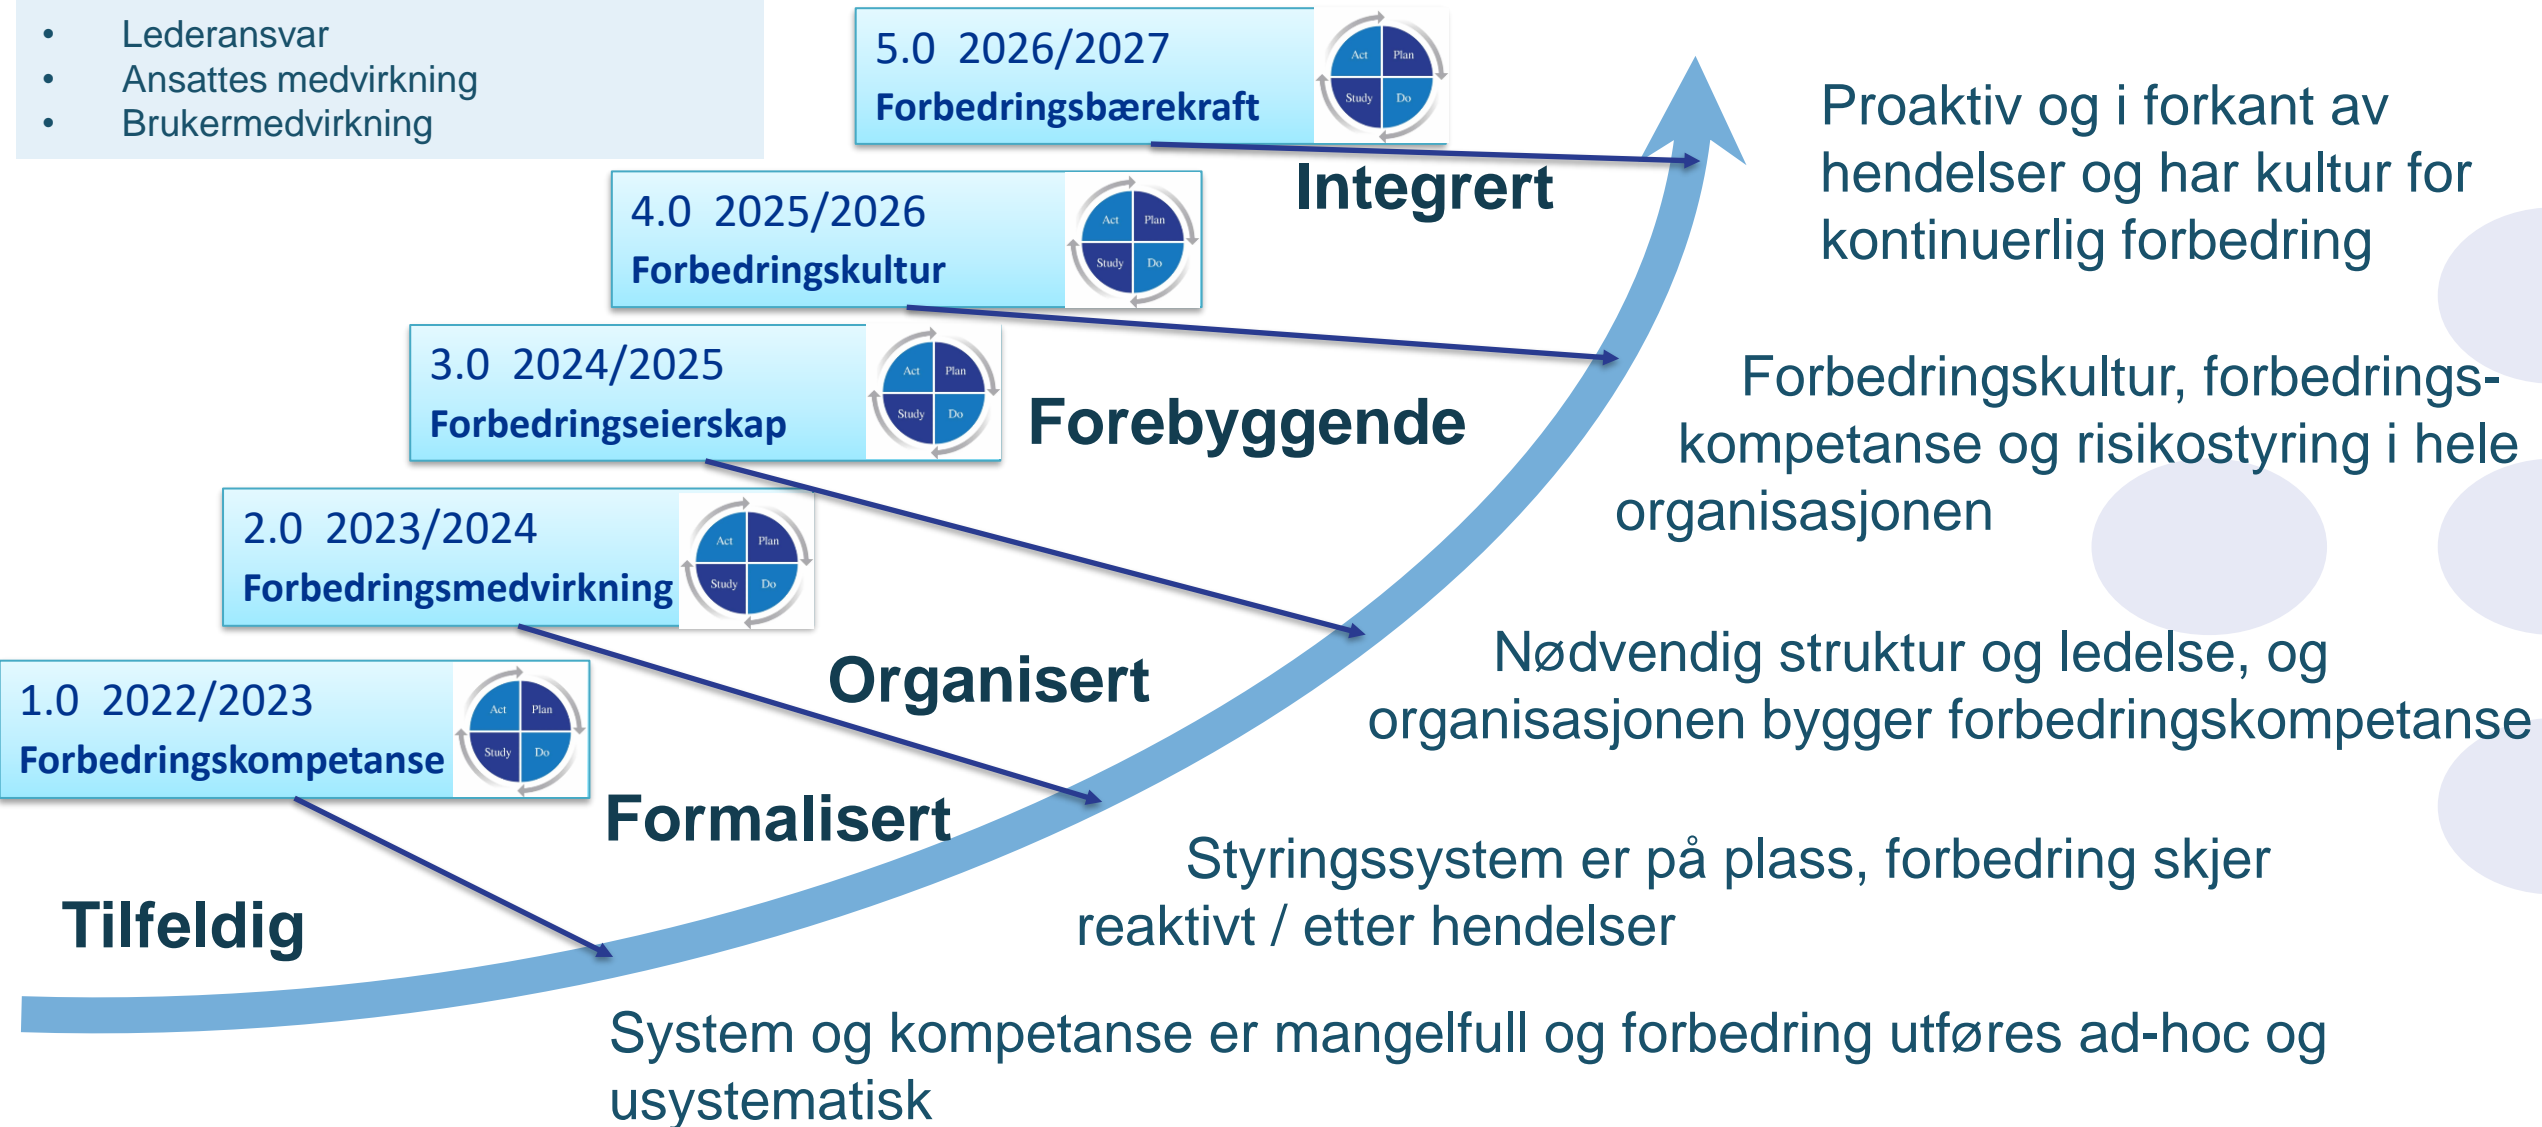 • Lederansvar
• Ansattes medvirkning
• Brukermedvirkning
5.0 2026/2027
Forbedringsbærekraft
Act Plan
Study Do
Integrert
Proaktiv og i forkant av
hendelser og har kultur for
kontinuerlig forbedring
4.0 2025/2026
Forbedringskultur
Act Plan
Study Do
Forebyggende
Forbedringskultur, forbedrings-
kompetanse og risikostyring i hele
organisasjonen
3.0 2024/2025
Forbedringseierskap
Act Plan
Study Do
Organisert
Nødvendig struktur og ledelse, og
organisasjonen bygger forbedringskompetanse
2.0 2023/2024
Forbedringsmedvirkning
Act Plan
Study Do
Formalisert
Styringssystem er på plass, forbedring skjer
reaktivt / etter hendelser
1.0 2022/2023
Forbedringskompetanse
Act Plan
Study Do
Tilfeldig
System og kompetanse er mangelfull og forbedring utføres ad-hoc og
usystematisk